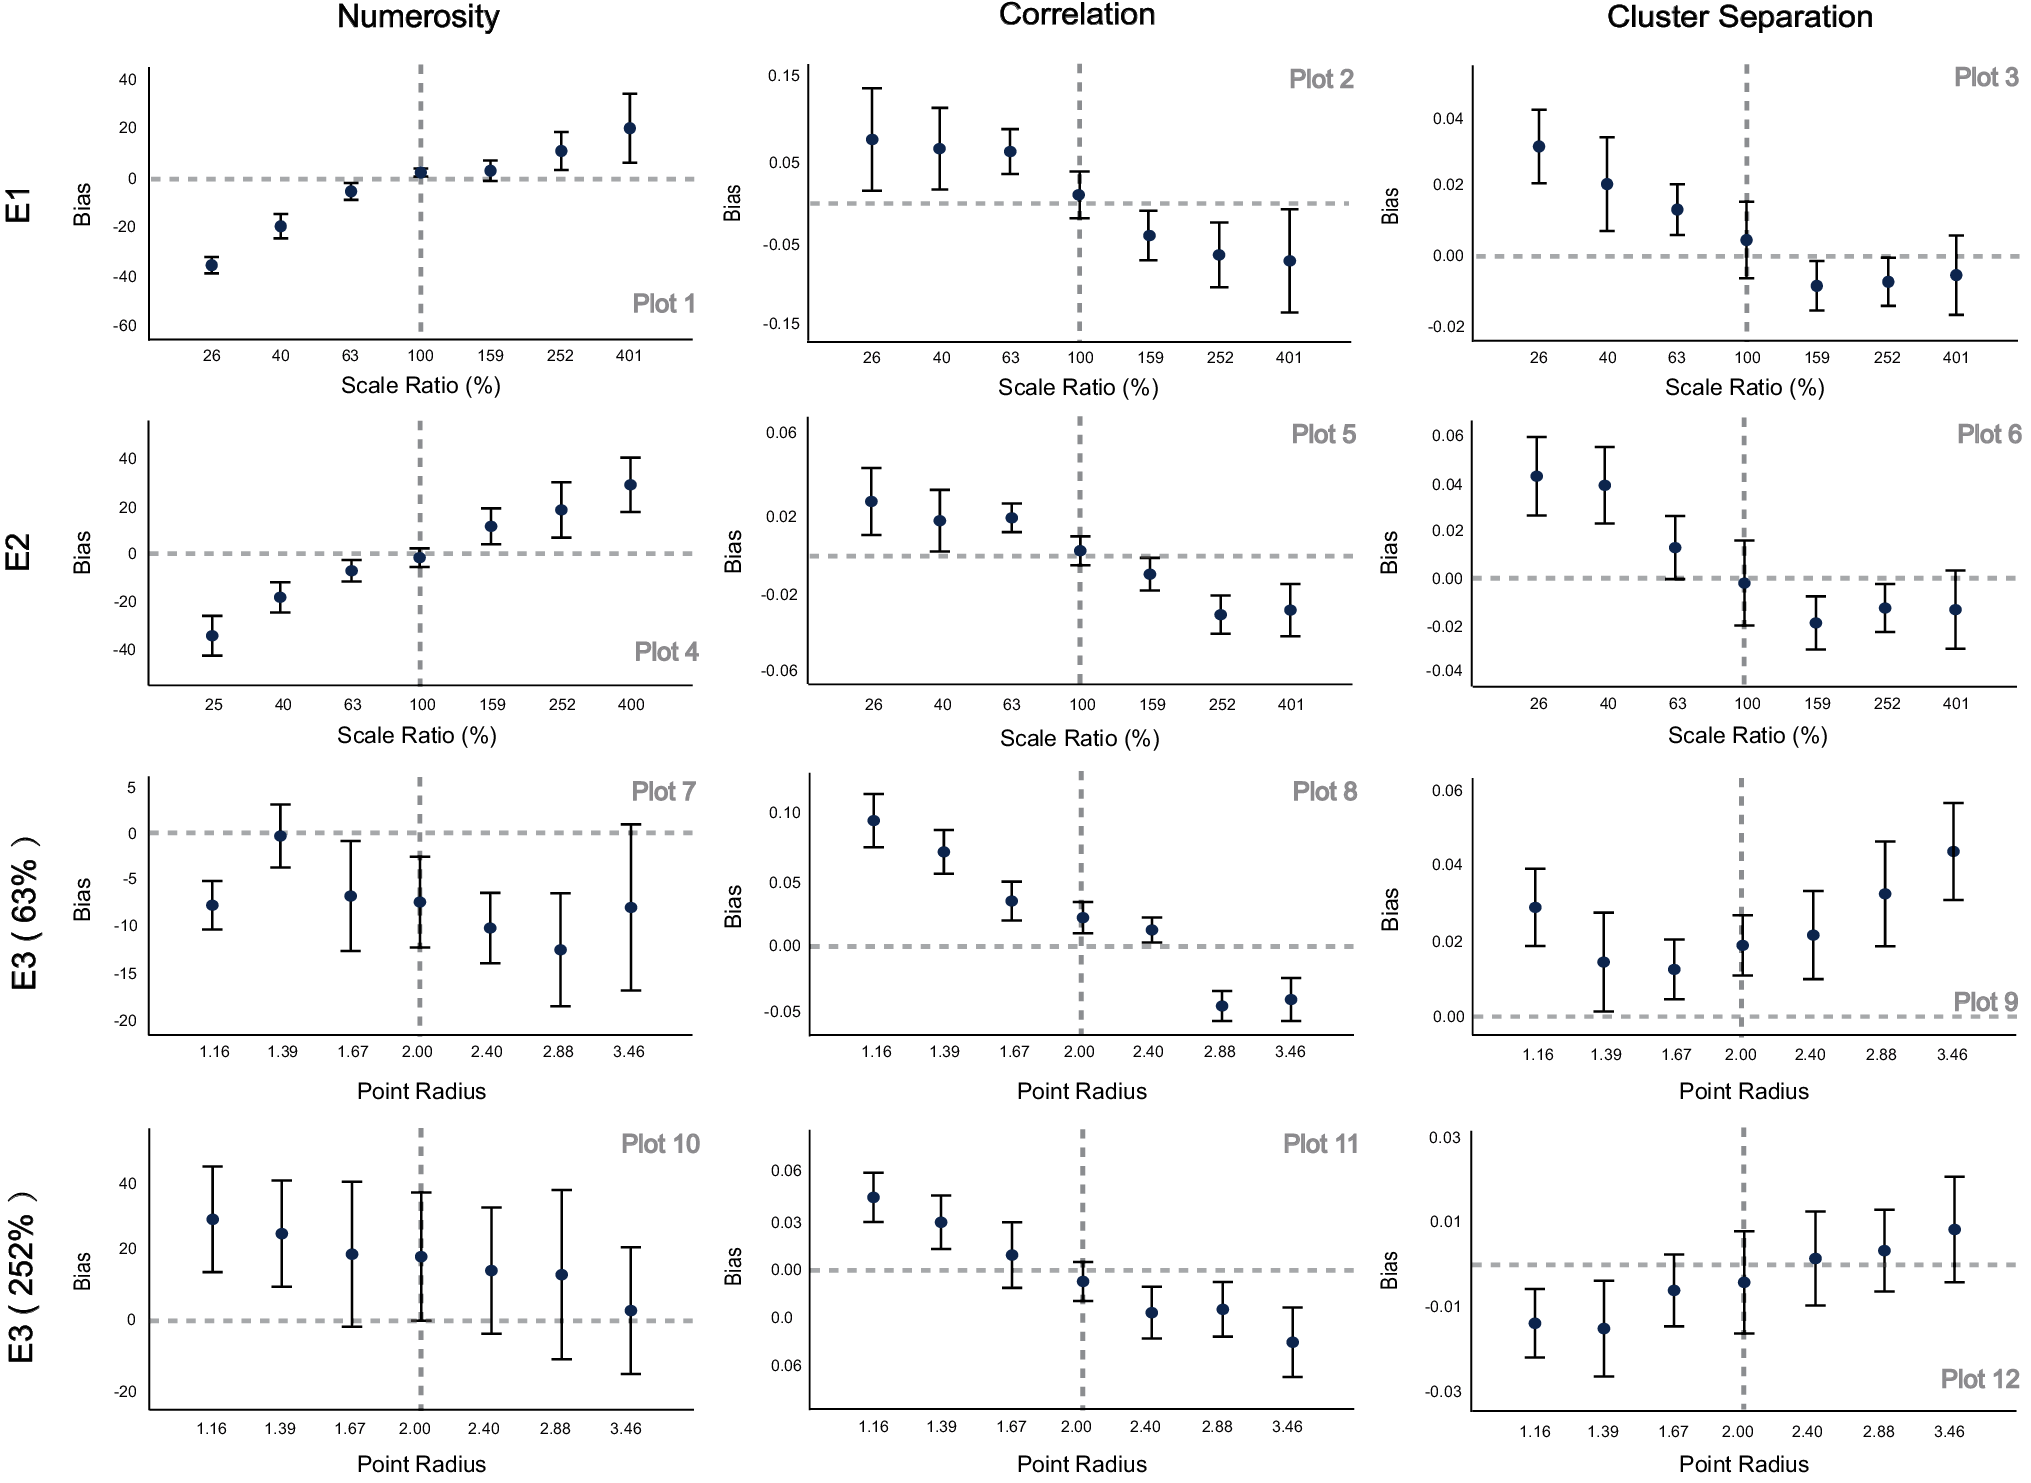 Numerosity
Correlation
Cluster Separation
E1
Bias
40
20
0
-20
-40
-60
Plot 1
26 40 63 100 159 252 401
Scale Ratio (%)
Bias
0.15
0.05
-0.05
-0.15
Plot 2
26 40 63 100 159 252 401
Scale Ratio (%)
Bias
0.04
0.02
0.00
-0.02
Plot 3
26 40 63 100 159 252 401
Scale Ratio (%)
E2
Bias
40
20
0
-20
-40
Plot 4
25 40 63 100 159 252 400
Scale Ratio (%)
Bias
0.06
0.02
-0.02
-0.06
Plot 5
26 40 63 100 159 252 401
Scale Ratio (%)
Bias
0.06
0.04
0.02
0.00
-0.02
-0.04
Plot 6
26 40 63 100 159 252 401
Scale Ratio (%)
E3 ( 63% )
Bias
5
0
-5
-10
-15
-20
Plot 7
1.16 1.39 1.67 2.00 2.40 2.88 3.46
Point Radius
Bias
0.10
0.05
0.00
-0.05
Plot 8
1.16 1.39 1.67 2.00 2.40 2.88 3.46
Point Radius
Bias
0.06
0.04
0.02
0.00
Plot 9
1.16 1.39 1.67 2.00 2.40 2.88 3.46
Point Radius
E3 ( 252% )
Bias
40
20
0
-20
Plot 10
1.16 1.39 1.67 2.00 2.40 2.88 3.46
Point Radius
Bias
0.06
0.03
0.00
0.0
0.06
Plot 11
1.16 1.39 1.67 2.00 2.40 2.88 3.46
Point Radius
Bias
0.03
0.01
-0.01
-0.03
Plot 12
1.16 1.39 1.67 2.00 2.40 2.88 3.46
Point Radius